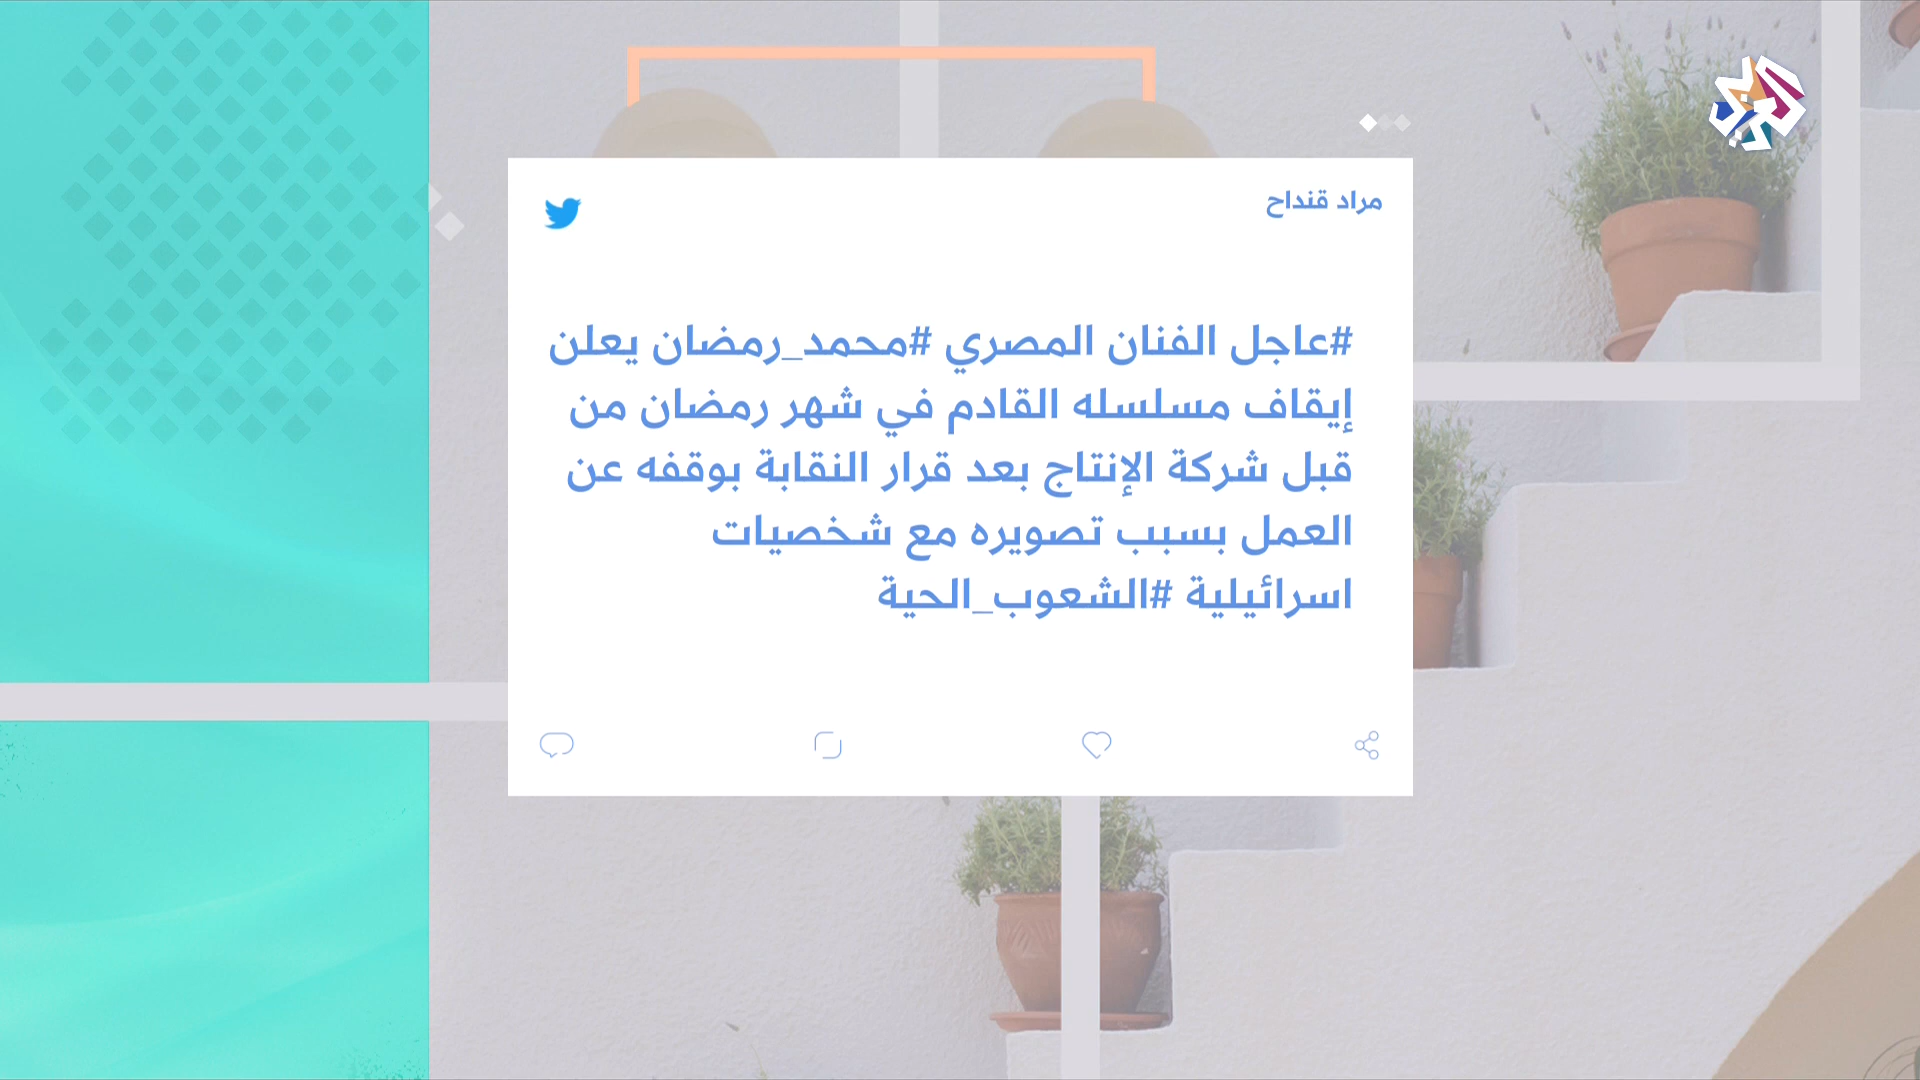 مراد قنداح
#عاجل الفنان المصري #محمد_رمضان يعلن
إيقاف مسلسله القادم في شهر رمضان من
قبل شركة الإنتاج بعد قرار النقابة بوقفه عن
العمل بسبب تصويره مع شخصيات
اسرائيلية #الشعوب_الحية